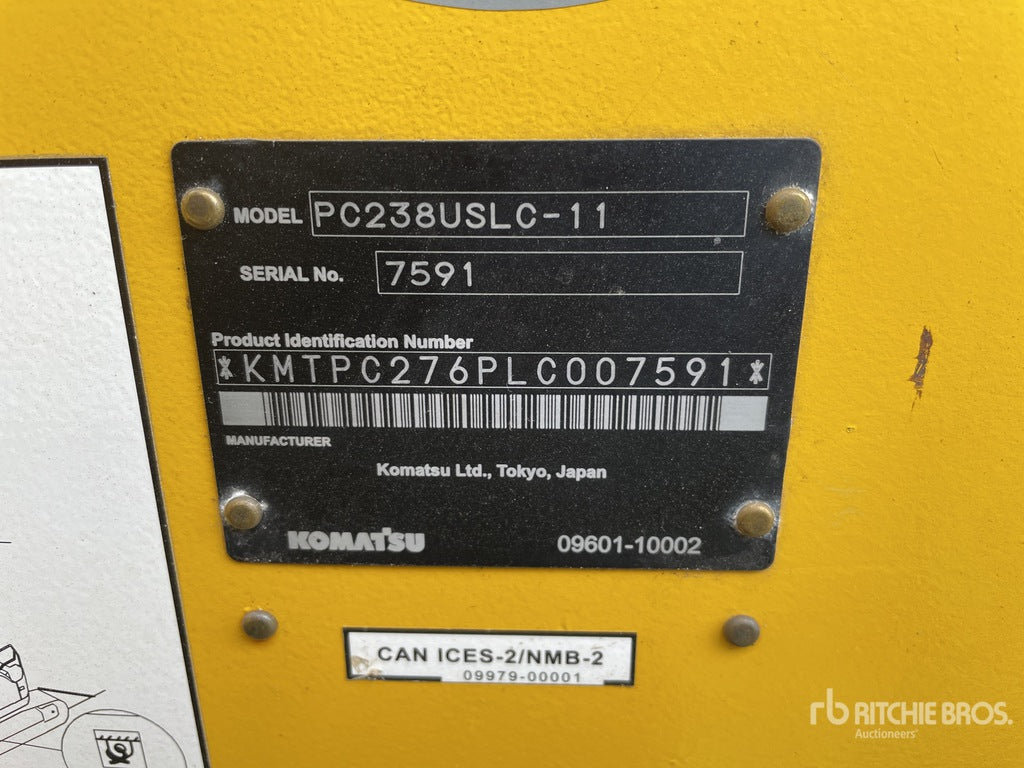 MODEL PC238USLC-11
SERIAL No. 7591
Product Identification Number
*KMTPC276PLC007591*
MANUFACTURER
Komatsu Ltd., Tokyo, Japan
KOMATSU 09601-10002
CAN ICES-2/NMB-2
09979-00001
rb RITCHIE BROS.
Auctioneers